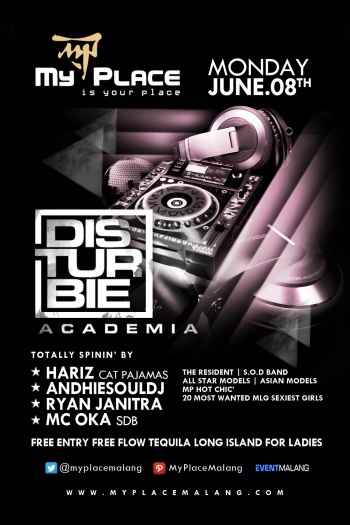 MP
My PLACE
is your place
MONDAY
JUNE.08TH
DIS
TUR
BIE
ACADEMIA
TOTALLY SPININ' BY
★ HARIZ CAT PAJAMAS
★ ANDHIESOULDJ
★ RYAN JANITRA
★ MC OKA SDB
THE RESIDENT | S.O.D BAND
ALL STAR MODELS | ASIAN MODELS
MP HOT CHIC'
20 MOST WANTED MLG SEXIEST GIRLS
FREE ENTRY FREE FLOW TEQUILA LONG ISLAND FOR LADIES
@myplacemalang MyPlaceMalang EVENTMALANG
WWW.MYPLACEMALANG.COM